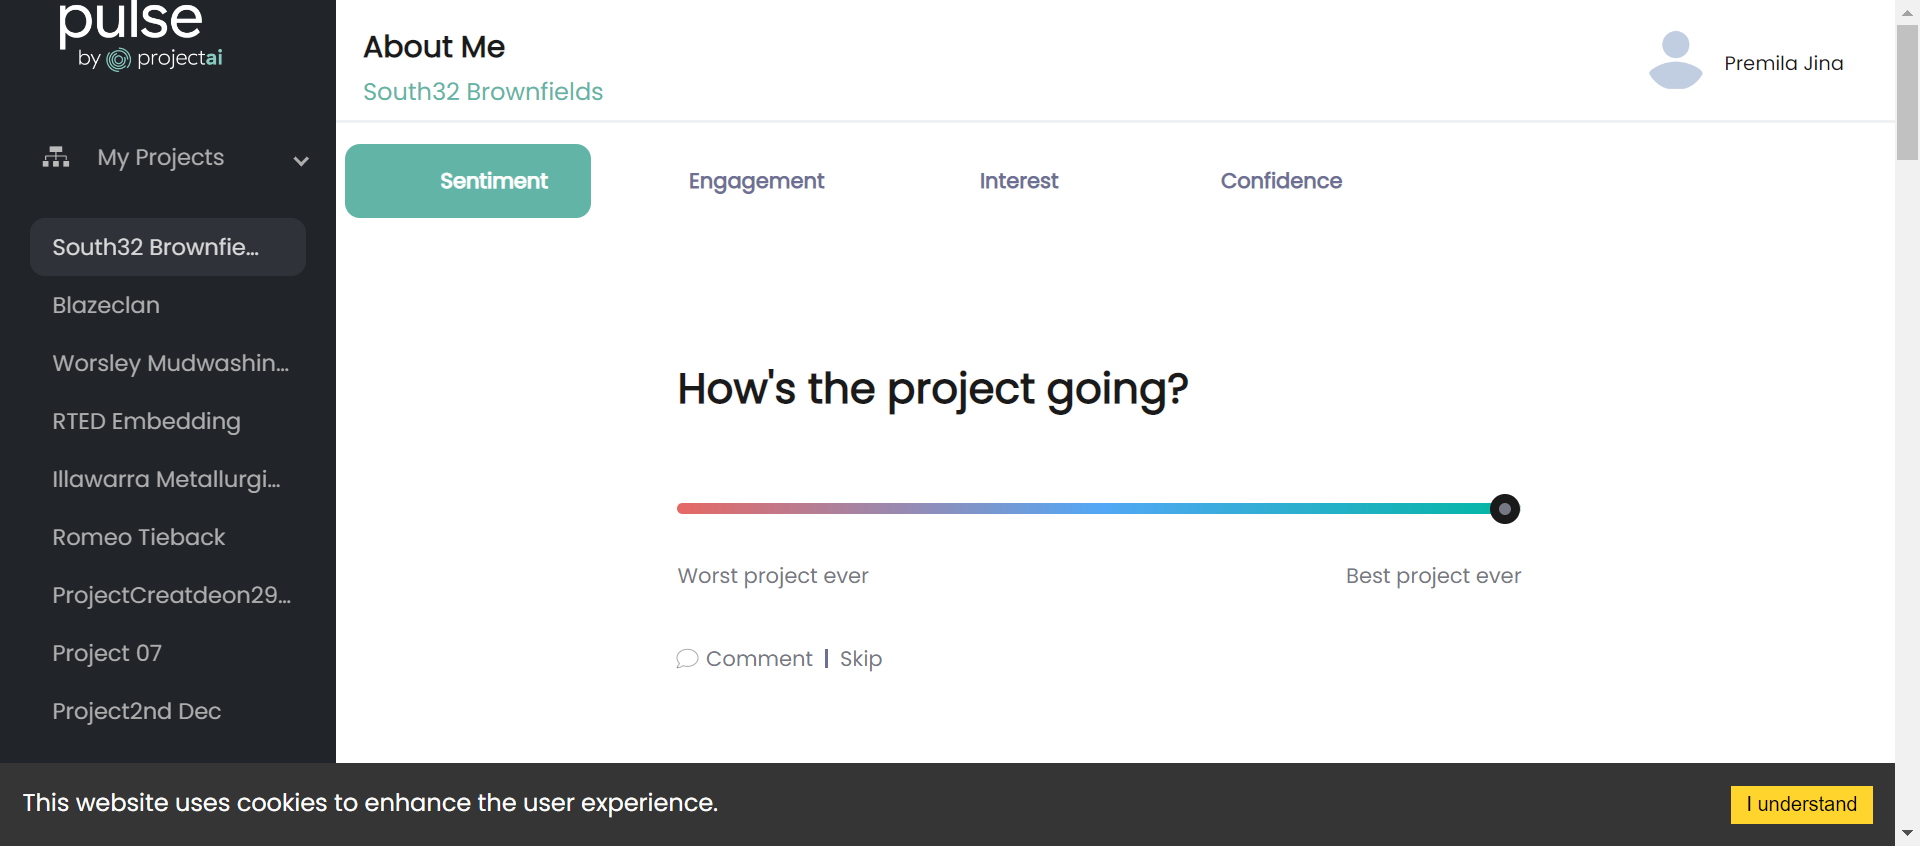 pulse
by projectai
My Projects
South32 Brownfie...
Blazeclan
Worsley Mudwashin...
RTED Embedding
Illawarra Metallurgi...
Romeo Tieback
ProjectCreatdeon29...
Project 07
Project2nd Dec
About Me
South32 Brownfields
Premila Jina
Sentiment
Engagement
Interest
Confidence
How's the project going?
Worst project ever
Best project ever
Comment | Skip
This website uses cookies to enhance the user experience.
I understand